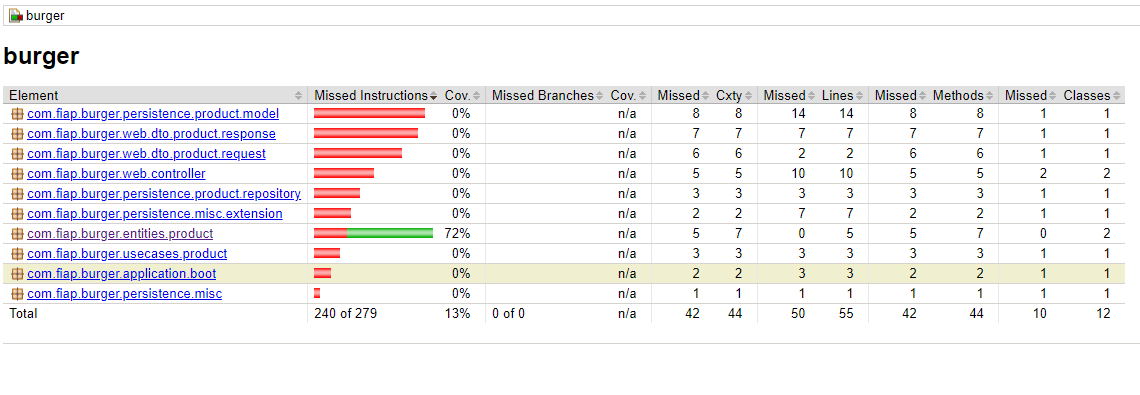 burger
burger
Element Missed Instructions Cov. Missed Branches Cov. Missed Cxty Missed Lines Missed Methods Missed Classes
com.fiap.burger.persistence.product.model 0% n/a 8 8 14 14 8 8 1 1
com.fiap.burger.web.dto.product.response 0% n/a 7 7 7 7 7 7 1 1
com.fiap.burger.web.dto.product.request 0% n/a 6 6 2 2 6 6 1 1
com.fiap.burger.web.controller 0% n/a 5 5 10 10 5 5 2 2
com.fiap.burger.persistence.product.repository 0% n/a 3 3 3 3 3 3 1 1
com.fiap.burger.persistence.misc.extension 0% n/a 2 2 7 7 2 2 1 1
com.fiap.burger.entities.product 72% n/a 5 7 0 5 5 7 0 2
com.fiap.burger.usecases.product 0% n/a 3 3 3 3 3 3 1 1
com.fiap.burger.application.boot 0% n/a 2 2 3 3 2 2 1 1
com.fiap.burger.persistence.misc 0% n/a 1 1 1 1 1 1 1 1
Total 240 of 279 13% 0 of 0 n/a 42 44 50 55 42 44 10 12